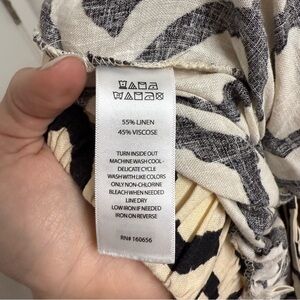 55% LINEN
45% VISCOSE
TURN INSIDE OUT
MACHINE WASH COOL -
DELICATE CYCLE
WASH WITH LIKE COLORS
ONLY NON-CHLORINE
BLEACH WHEN NEEDED
LINE DRY
LOW IRON IF NEEDED
IRON ON REVERSE
RN# 160656